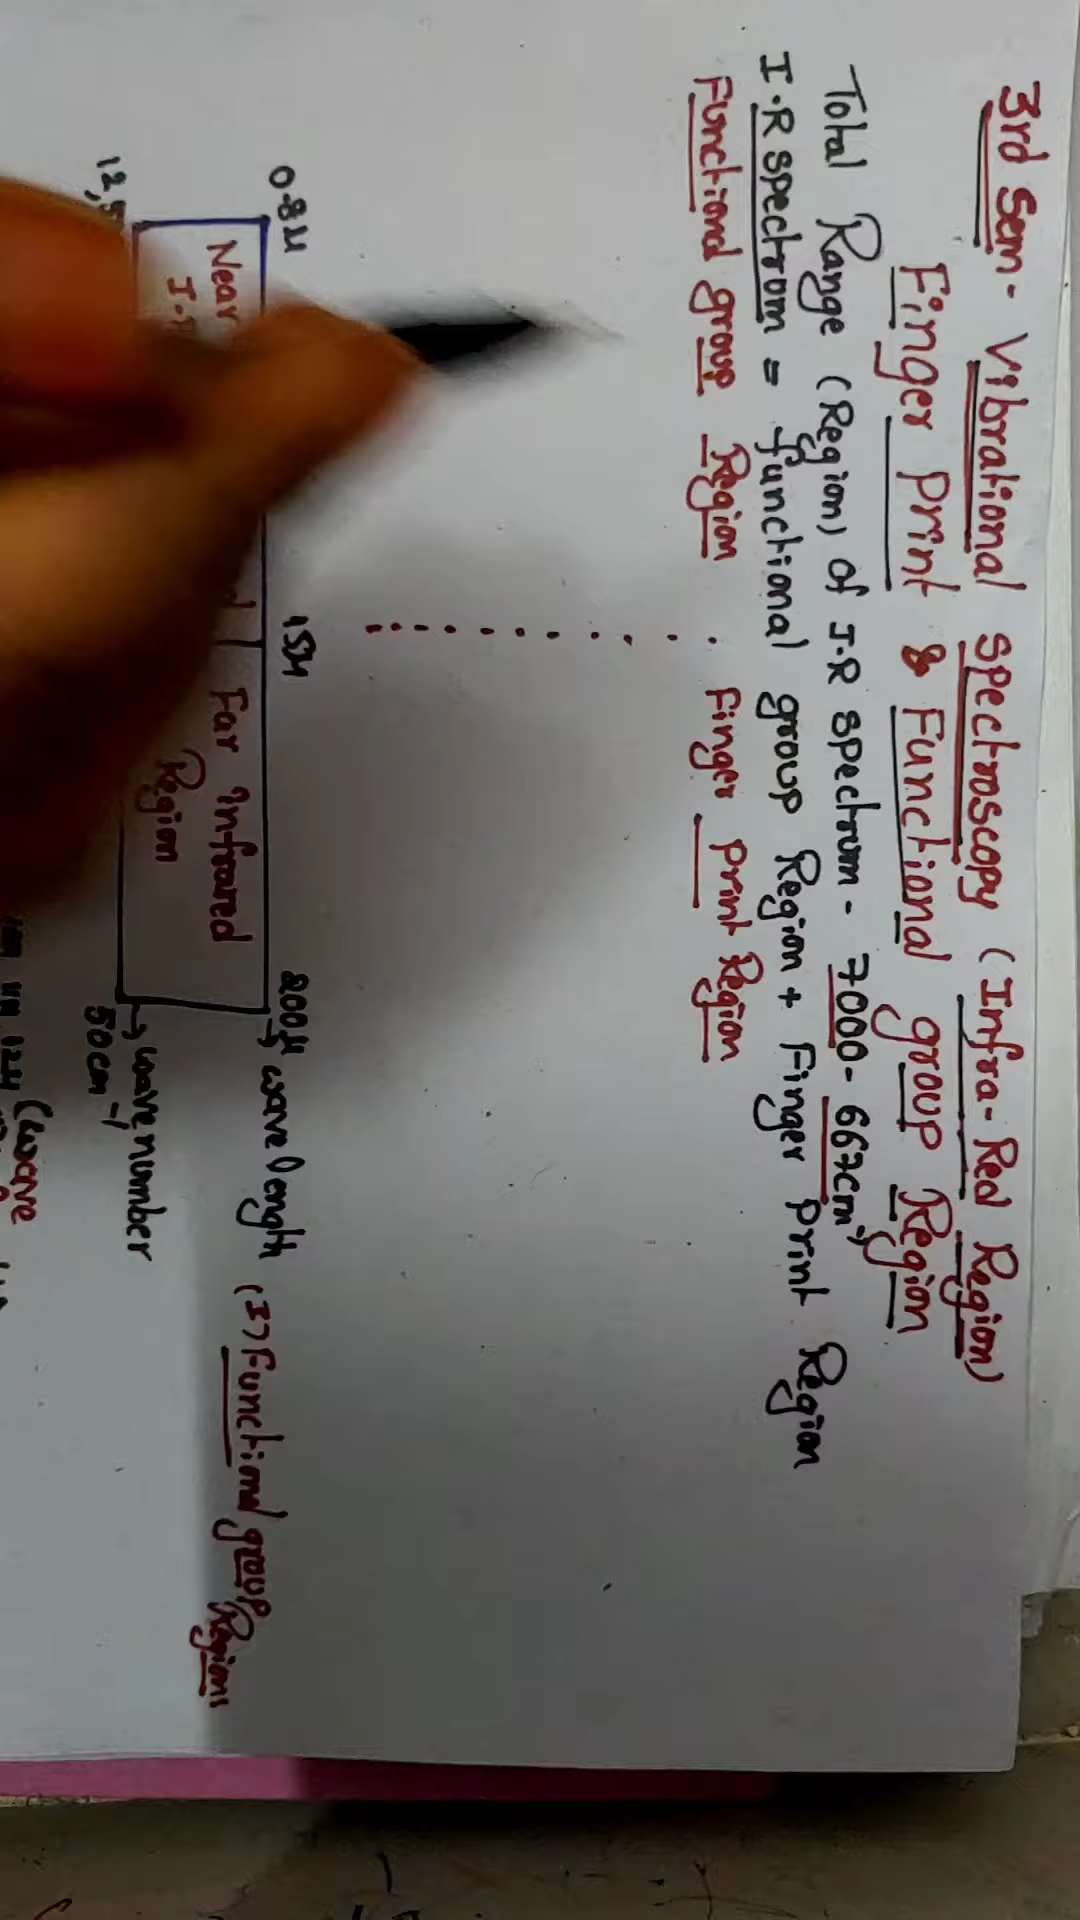 3rd Sem- Vibrational Spectroscopy (Infra-Red Region)
Finger Print & Functional group Region
Total Range (Region) of I.R Spectrum - 7000-667cm⁻¹
I.R Spectrum = functional group Region + Finger Print Region
Functional group Region Finger print Region
0.8μ 15μ 200μ → wave length
Near Far infrared
Region
→ wavenumber
50cm⁻¹
(I) Functional group
Region
(wave